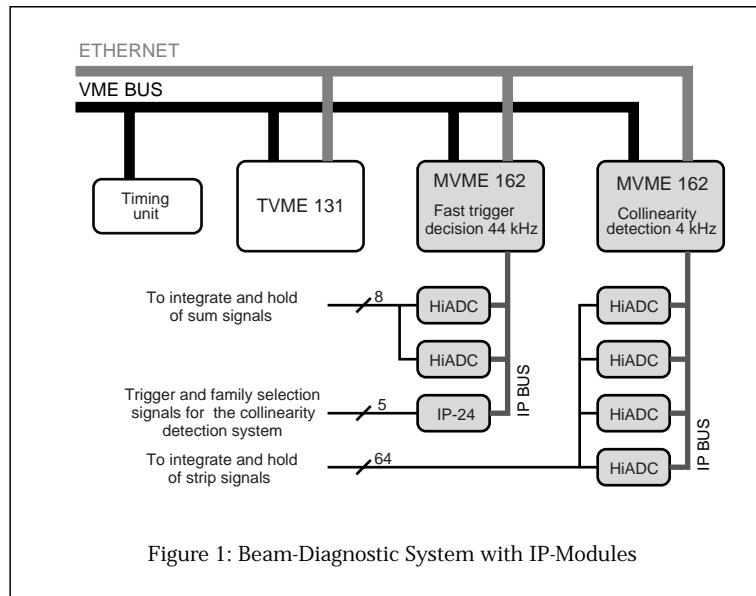 ETHERNET
VME BUS
Timing
unit
TVME 131
MVME 162
Fast trigger
decision 44 kHz
MVME 162
Collinearity
detection 4 kHz
To integrate and hold
of sum signals
8
HiADC
HiADC
Trigger and family selection
signals for the collinearity
detection system
5
IP-24
IP BUS
To integrate and hold
of strip signals
64
HiADC
HiADC
HiADC
HiADC
IP BUS
Figure 1: Beam-Diagnostic System with IP-Modules